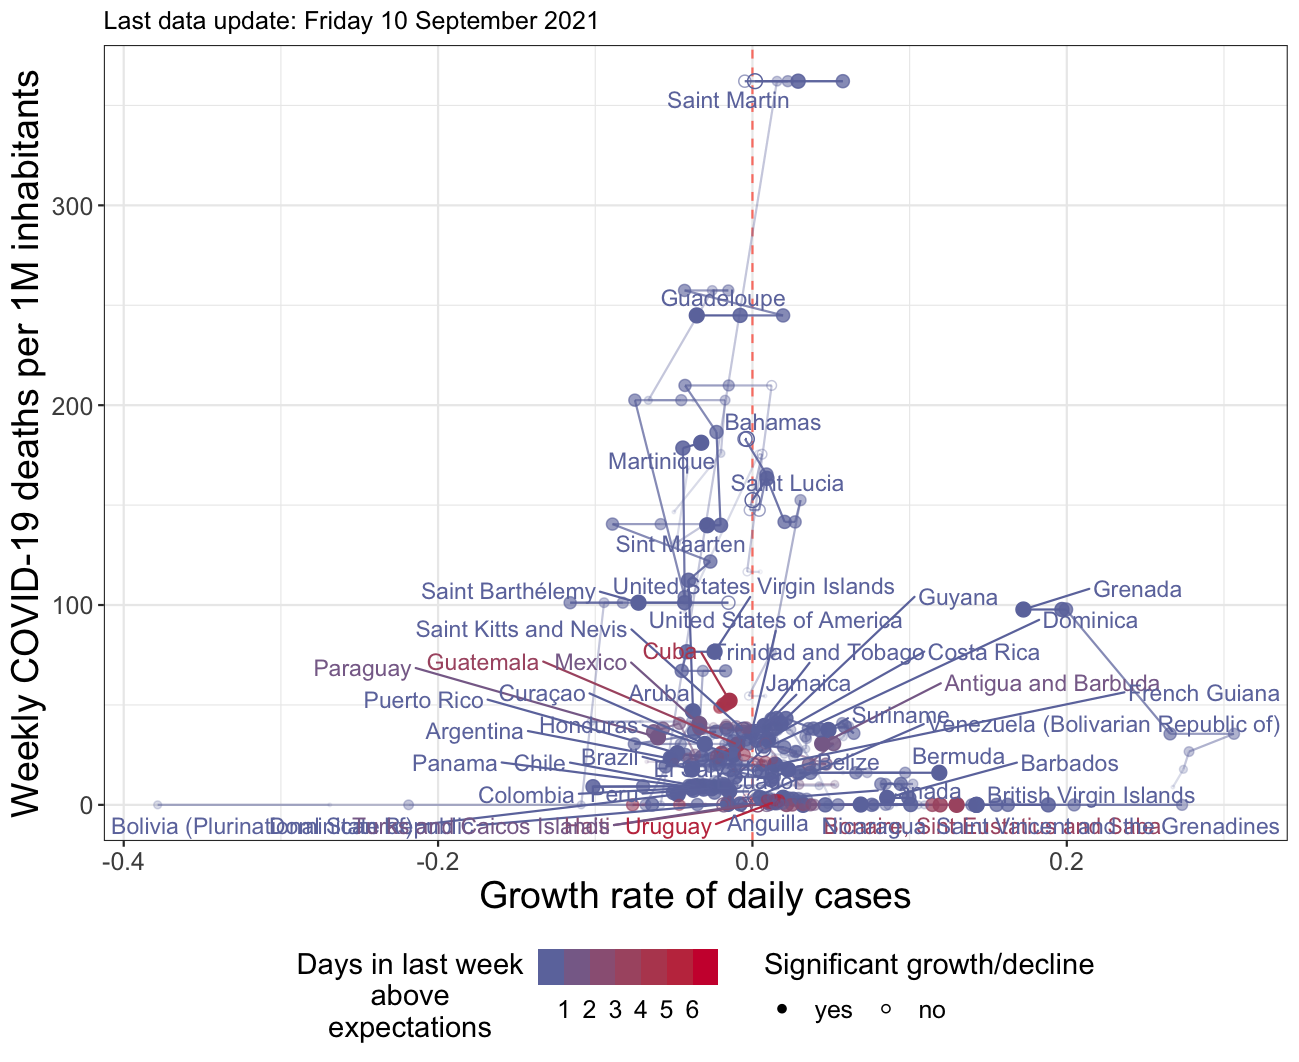 Last data update: Friday 10 September 2021
Weekly COVID-19 deaths per 1M inhabitants
300
200
100
0
Saint Martin
Guadeloupe
Bahamas
Martinique
Saint Lucia
Sint Maarten
Saint Barthélemy
United States Virgin Islands
Guyana
Grenada
United States of America
Dominica
Saint Kitts and Nevis
Cuba
Trinidad and Tobago
Costa Rica
Paraguay
Guatemala
Mexico
Jamaica
Antigua and Barbuda
Puerto Rico
Curaçao
Aruba
French Guiana
Suriname
Argentina
Honduras
Venezuela (Bolivarian Republic of)
Panama
Chile
Brazil
Belize
Bermuda
Barbados
Colombia
Peru
British Virgin Islands
Haiti
Uruguay
Anguilla
-0.4
-0.2
0.0
0.2
Growth rate of daily cases
Days in last week
above
expectations
1 2 3 4 5 6
Significant growth/decline
yes
no